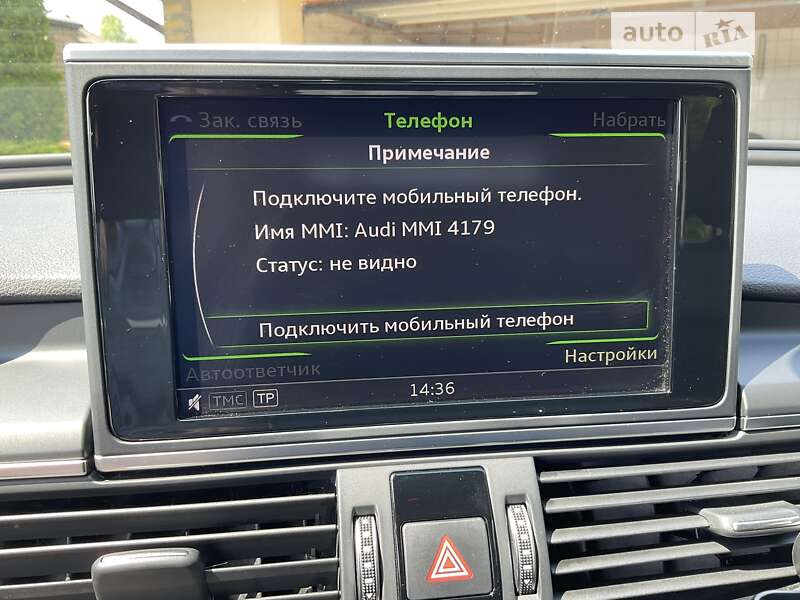 auto RIA
Зак. связь Телефон Набрать
Примечание
Подключите мобильный телефон.
Имя MMI: Audi MMI 4179
Статус: не видно
Подключить мобильный телефон
Настройки
Автоответчик
14:36
TMC TP